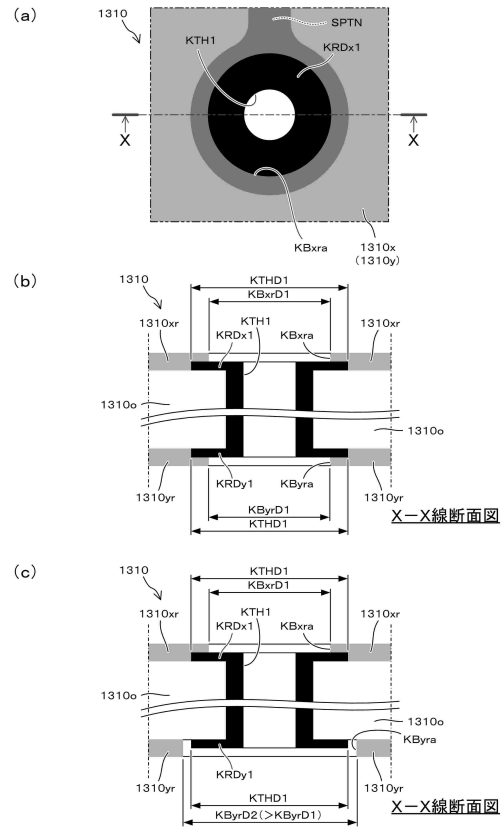 (a)
1310
SPTN
KTH1
KRDx1
X
X
KBxra
1310x
(1310y)
(b)
1310
KTHD1
KBxrD1
1310xr
KTH1
KRDx1
KBxra
1310xr
1310o
1310o
1310yr
KRDy1
KByra
1310yr
KByrD1
KTHD1
X－X線断面図
(c)
1310
KTHD1
KBxrD1
1310xr
KTH1
KRDx1
KBxra
1310xr
1310o
1310o
KByra
1310yr
KRDy1
1310yr
KTHD1
KByrD2(>KByrD1)
X－X線断面図